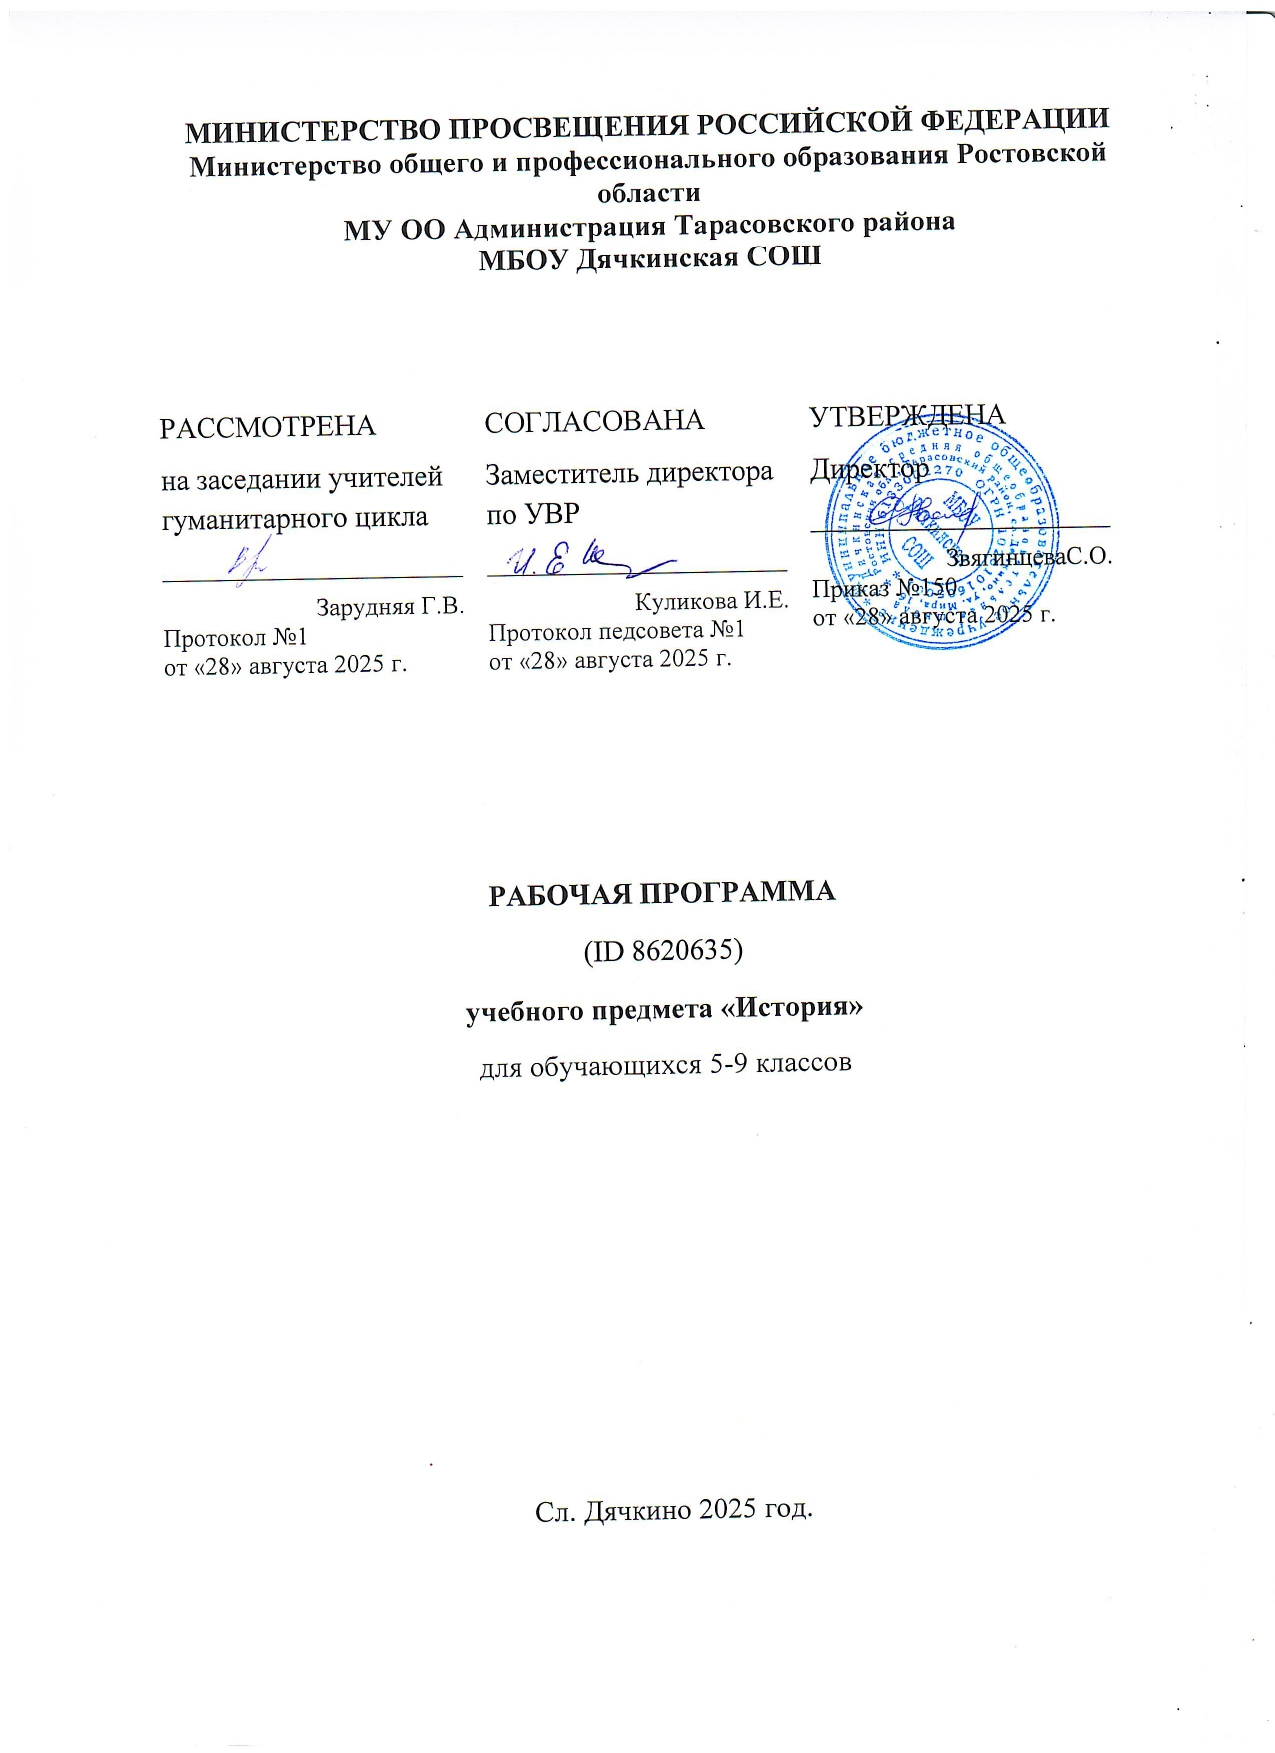 МИНИСТЕРСТВО ПРОСВЕЩЕНИЯ РОССИЙСКОЙ ФЕДЕРАЦИИ
Министерство общего и профессионального образования Ростовской
области
МУ ОО Администрация Тарасовского района
МБОУ Дячкинская СОШ
РАССМОТРЕНА
на заседании учителей
гуманитарного цикла
Зарудняя Г.В.
Протокол №1
от «28» августа 2025 г.
СОГЛАСОВАНА
Заместитель директора
по УВР
Куликова И.Е.
Протокол педсовета №1
от «28» августа 2025 г.
УТВЕРЖДЕНА
Директор
ЗвягинцеваС.О.
Приказ №150
от «28» августа 2025 г.
МБОУ
СОШ
РАБОЧАЯ ПРОГРАММА
(ID 8620635)
учебного предмета «История»
для обучающихся 5-9 классов
Сл. Дячкино 2025 год.